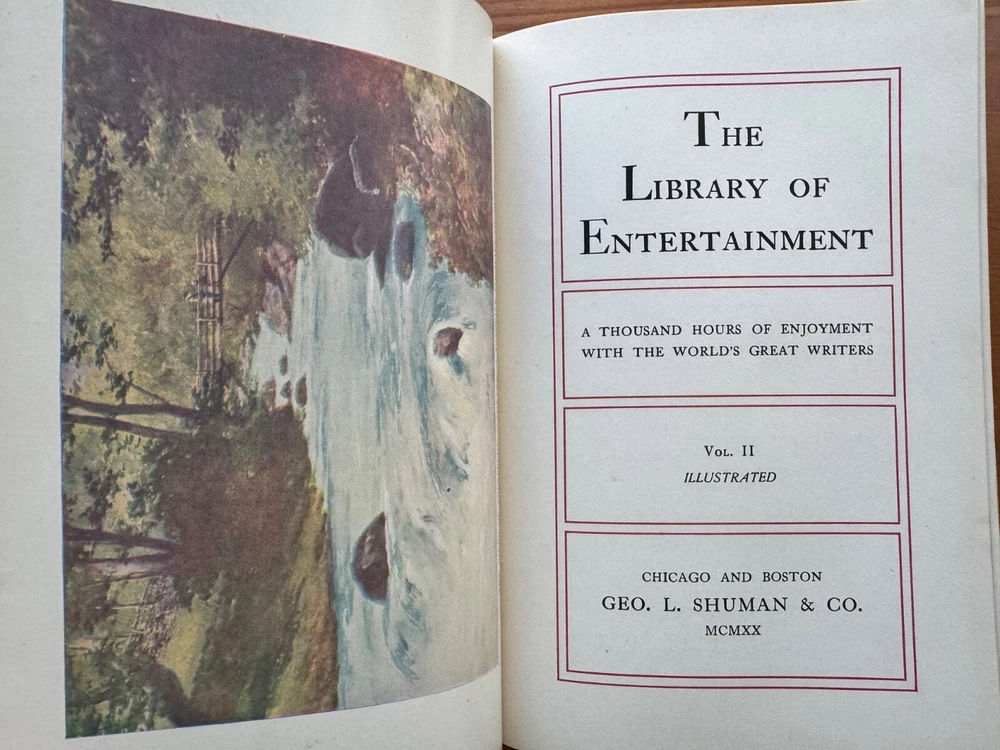 The
Library of
Entertainment
A THOUSAND HOURS OF ENJOYMENT
WITH THE WORLD'S GREAT WRITERS
Vol. II
ILLUSTRATED
CHICAGO AND BOSTON
GEO. L. SHUMAN & CO.
MCMXX